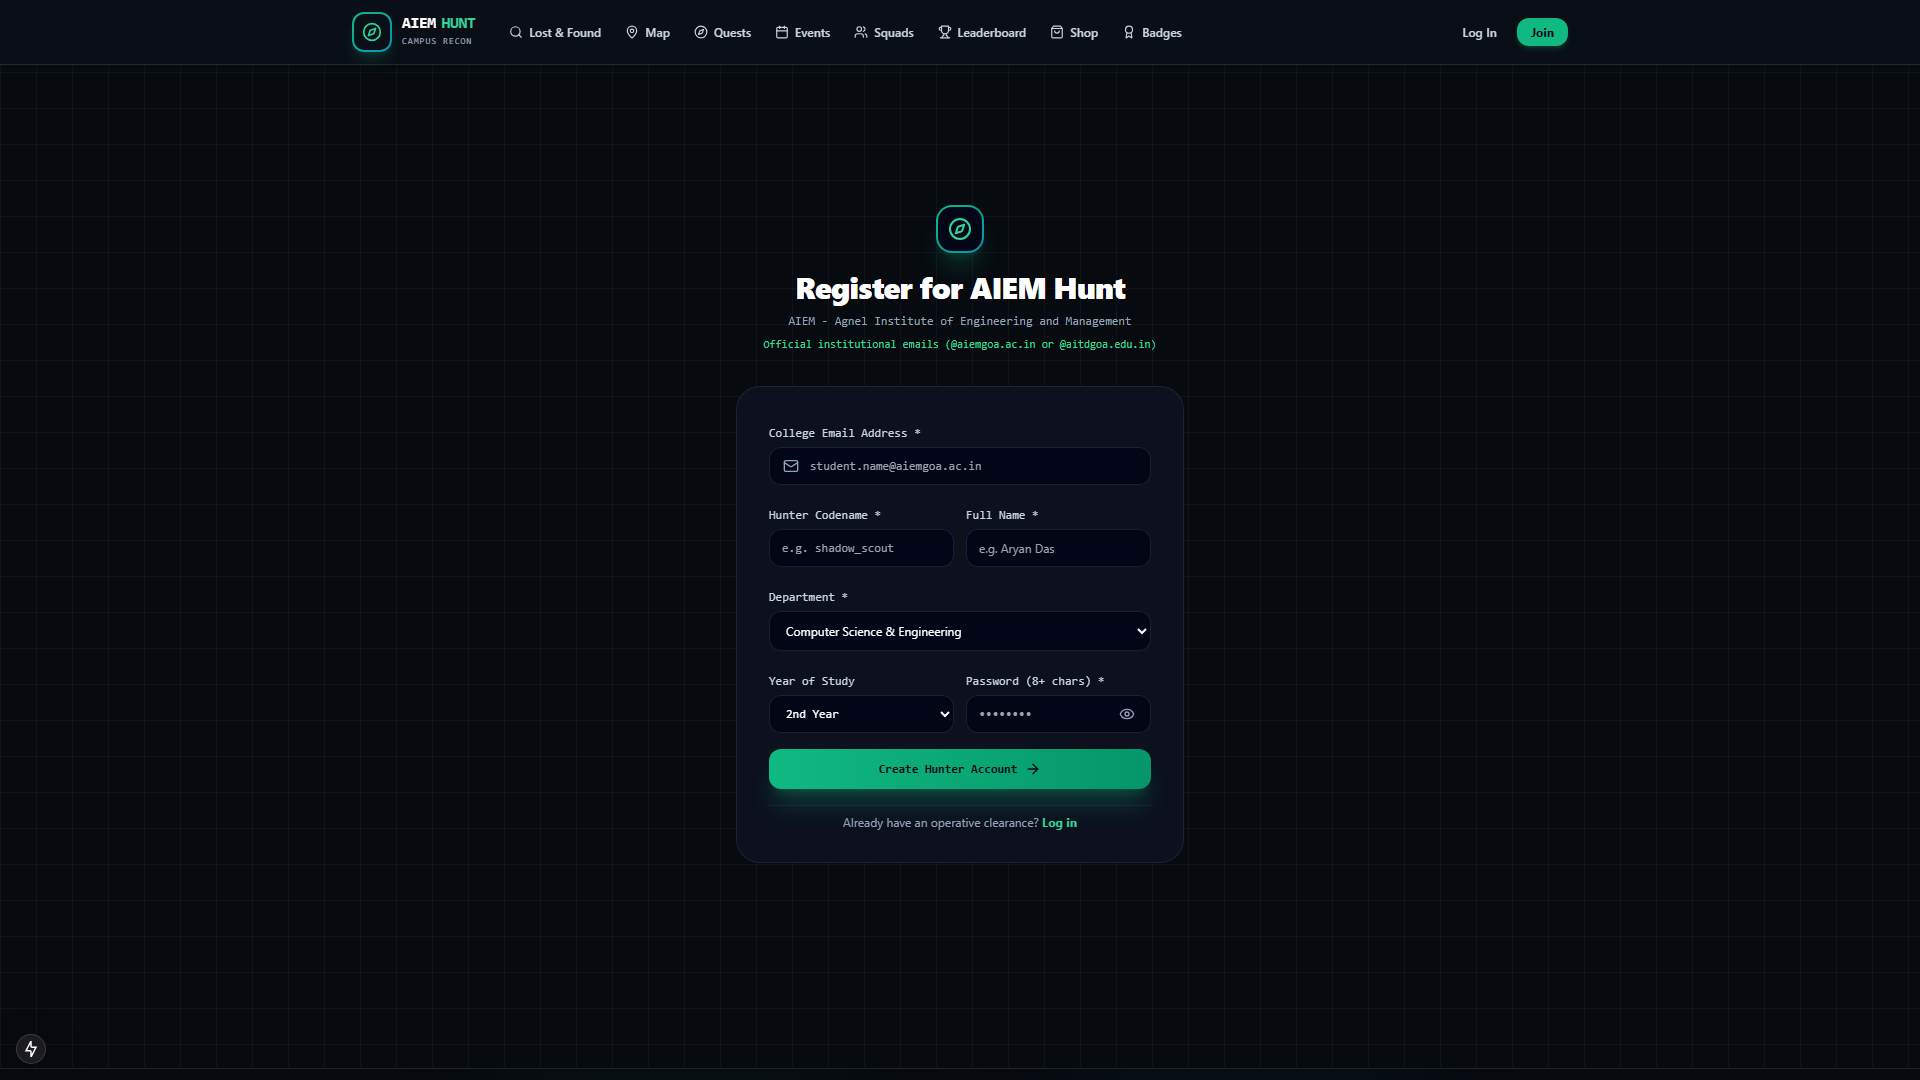 AIEM HUNT
CAMPUS RECON
Lost & Found
Map
Quests
Events
Squads
Leaderboard
Shop
Badges
Log In
Join
Register for AIEM Hunt
AIEM - Agnel Institute of Engineering and Management
Official institutional emails (@aiemgoa.ac.in or @aitdgoa.edu.in)
College Email Address *
student.name@aiemgoa.ac.in
Hunter Codename *
Full Name *
e.g. shadow_scout
e.g. Aryan Das
Department *
Computer Science & Engineering
Year of Study
Password (8+ chars) *
2nd Year
••••••••
Create Hunter Account →
Already have an operative clearance? Log in